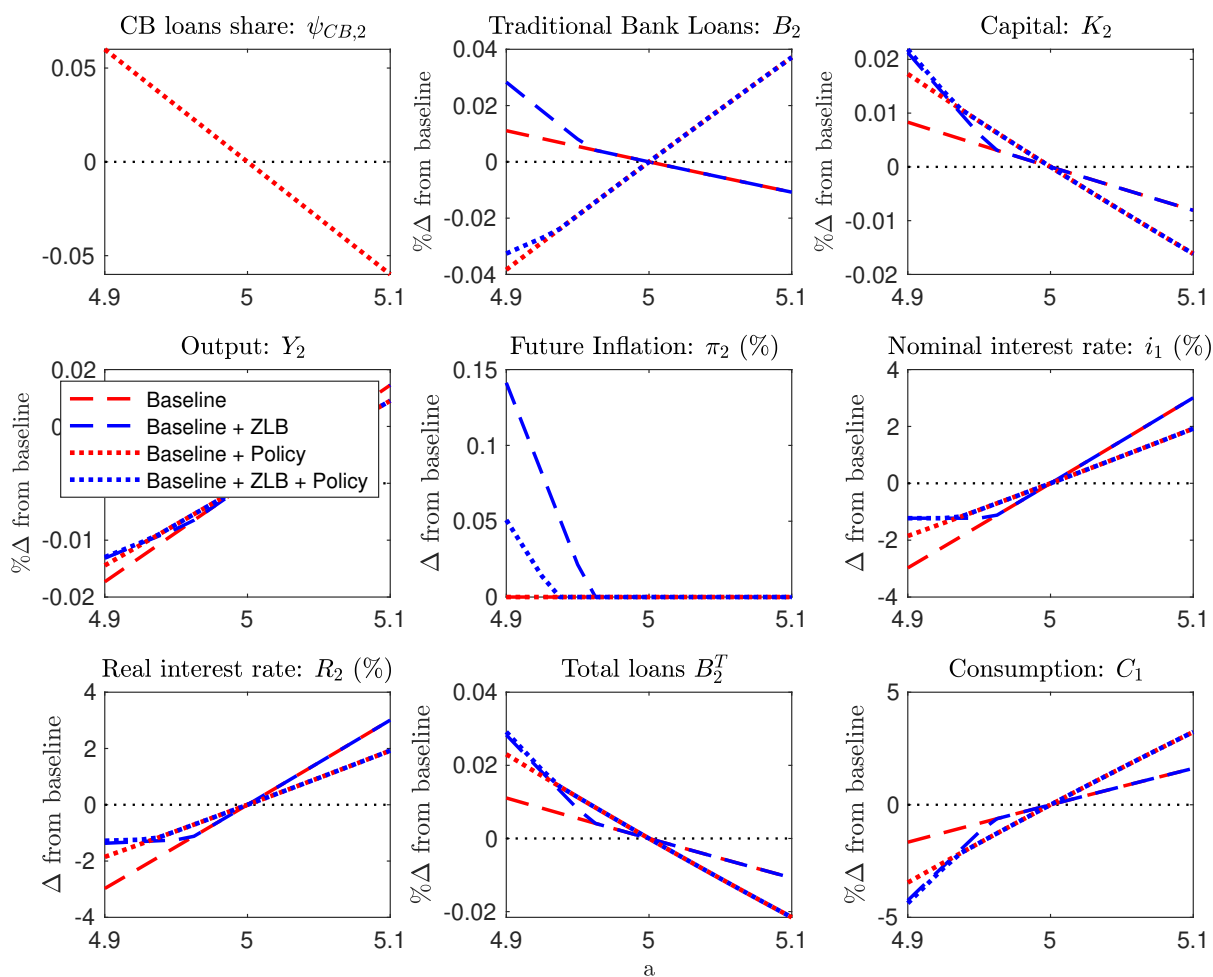 CB loans share: ψ_{CB,2}
0.05
0
-0.05
4.9 5 5.1
Traditional Bank Loans: B_2
%Δ from baseline
0.04
0.02
0
-0.02
-0.04
4.9 5 5.1
Capital: K_2
%Δ from baseline
0.02
0.01
0
-0.01
-0.02
4.9 5 5.1
Output: Y_2
%Δ from baseline
0.02
-0.01
-0.02
4.9 5 5.1
Baseline
Baseline + ZLB
Baseline + Policy
Baseline + ZLB + Policy
Future Inflation: π_2 (%)
Δ from baseline
0.15
0.1
0.05
0
4.9 5 5.1
Nominal interest rate: i_1 (%)
Δ from baseline
4
2
0
-2
-4
4.9 5 5.1
Real interest rate: R_2 (%)
Δ from baseline
4
2
0
-2
-4
4.9 5 5.1
Total loans B_2^T
%Δ from baseline
0.04
0.02
0
-0.02
4.9 5 5.1
a
Consumption: C_1
%Δ from baseline
5
0
-5
4.9 5 5.1